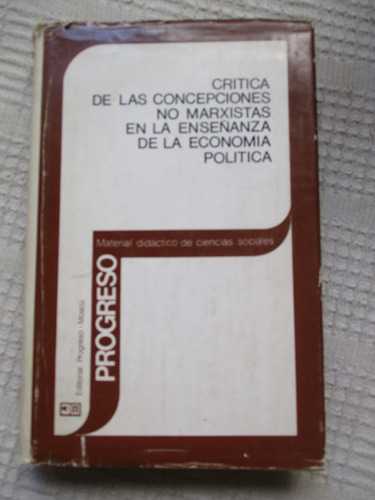 CRITICA
DE LAS CONCEPCIONES
NO MARXISTAS
EN LA ENSEÑANZA
DE LA ECONOMIA
POLITICA
Material didáctico de ciencias sociales
PROGRESO
Editorial Progreso - Moscú